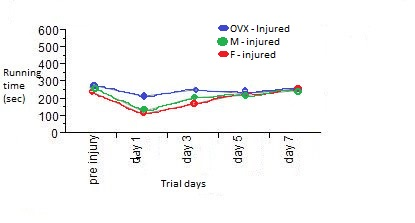 OVX - Injured
M - injured
F - injured
600
500
400
300
200
100
0
Running
time
(sec)
pre injury
day 1
day 3
day 5
day 7
Trial days